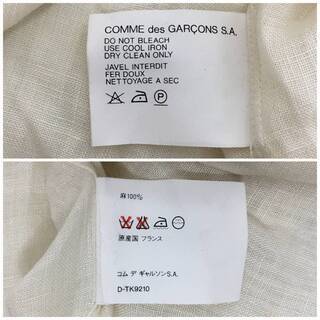 COMME des GARÇONS S.A.
DO NOT BLEACH
USE COOL IRON
DRY CLEAN ONLY
JAVEL INTERDIT
FER DOUX
NETTOYAGE A SEC
P
麻100%
原産国 フランス
コム デ ギャルソンS.A.
D-TK9210